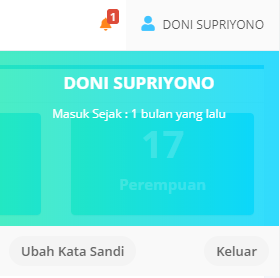 1
DONI SUPRIYONO
DONI SUPRIYONO
Masuk Sejak : 1 bulan yang lalu
17
Perempuan
Ubah Kata Sandi
Keluar